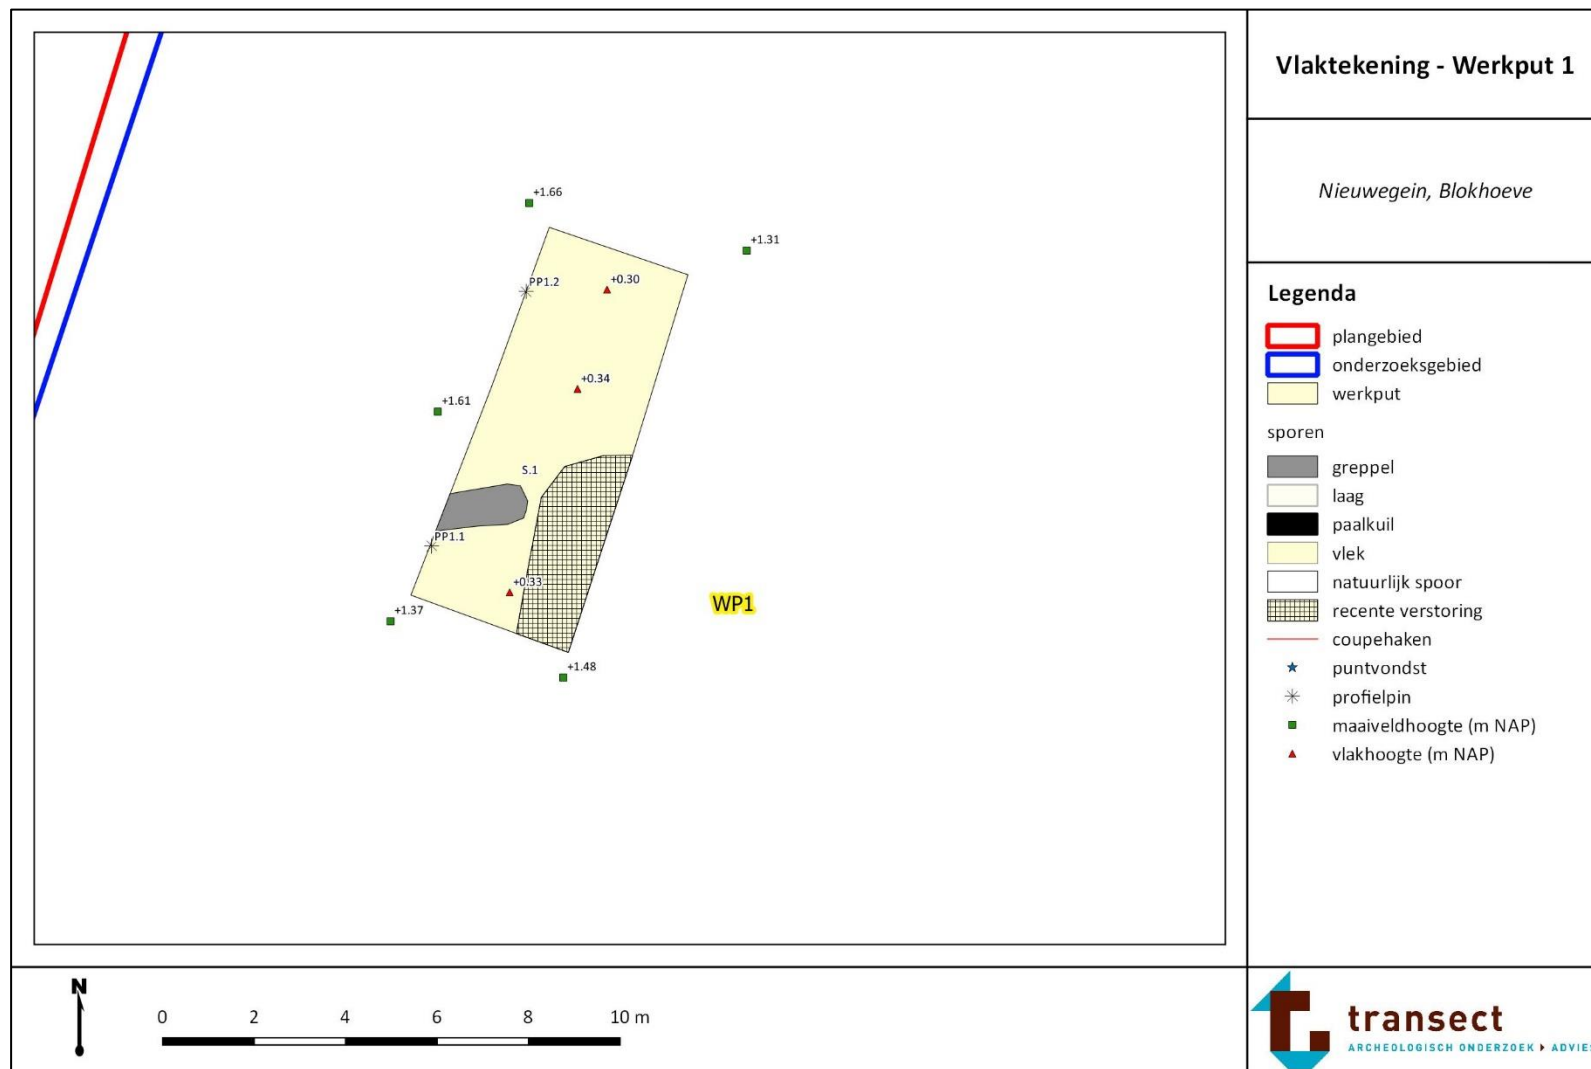 Vlaktekening - Werkput 1
Nieuwegein, Blokhoeve
+1.66
+1.31
PP1.2
+0.30
+0.34
+1.61
S.1
PP1.1
+0.33
WP1
+1.37
+1.48
Legenda
plangebied
onderzoeksgebied
werkput
sporen
greppel
laag
paalkuil
vlek
natuurlijk spoor
recente verstoring
coupehaken
puntvondst
profielpin
maaiveldhoogte (m NAP)
vlakhoogte (m NAP)
N
0 2 4 6 8 10 m
transect
ARCHEOLOGISCH ONDERZOEK ADVIES